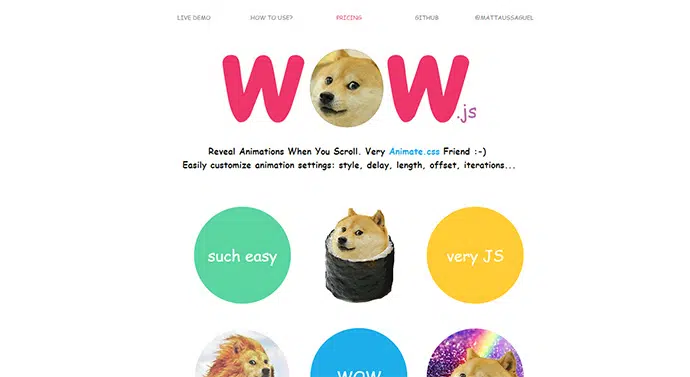 LIVE DEMO HOW TO USE? PRICING GITHUB @MATTAUSSAGUEL
WOW.js
Reveal Animations When You Scroll. Very Animate.css Friend :-)
Easily customize animation settings: style, delay, length, offset, iterations...
such easy very JS
WOW